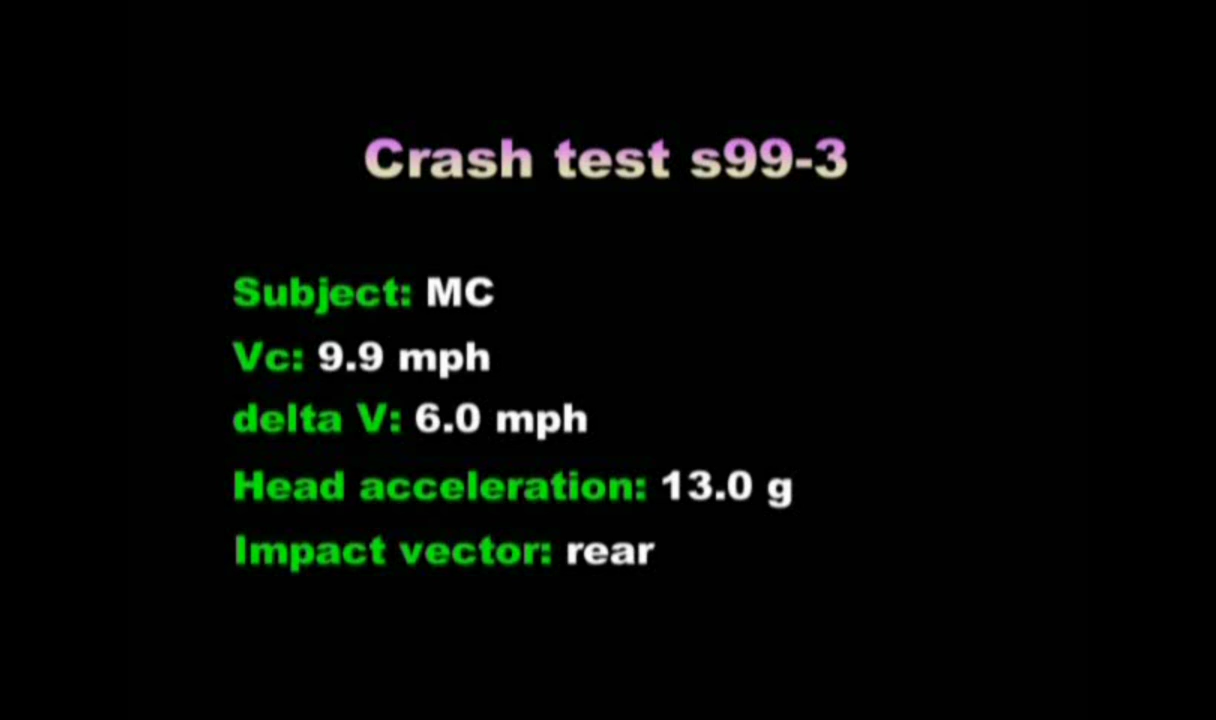 Crash test s99-3
Subject: MC
Vc: 9.9 mph
delta V: 6.0 mph
Head acceleration: 13.0 g
Impact vector: rear